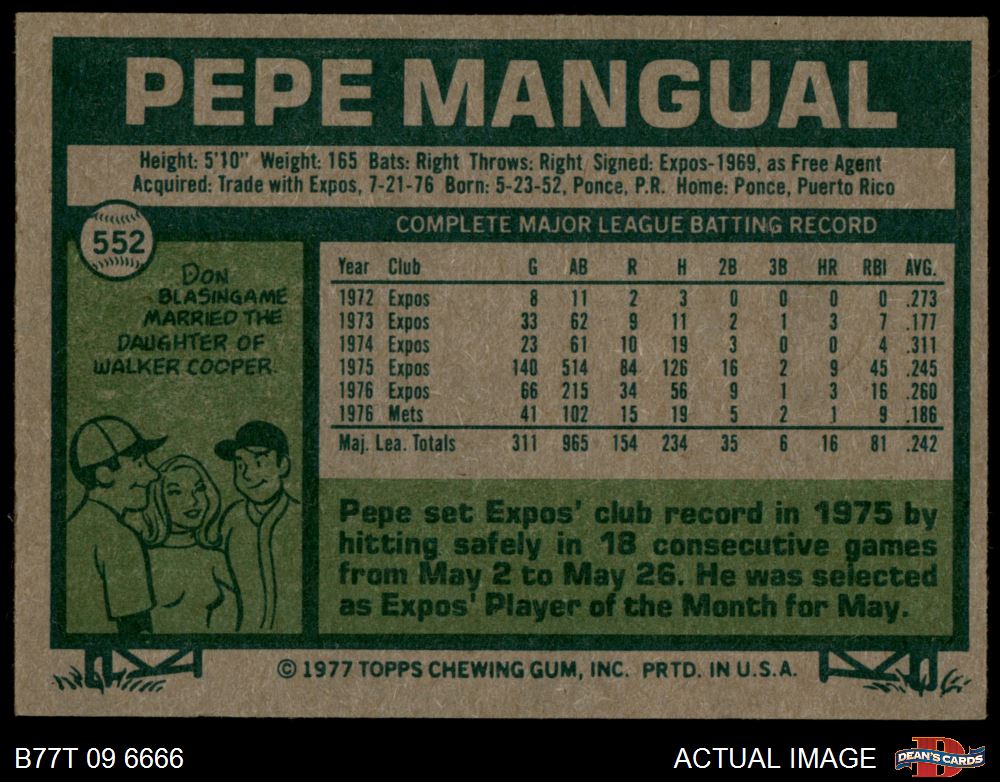 PEPE MANGUAL
Height: 5'10" Weight: 165 Bats: Right Throws: Right Signed: Expos-1969, as Free Agent
Acquired: Trade with Expos, 7-21-76 Born: 5-23-52, Ponce, P.R. Home: Ponce, Puerto Rico
552
DON
BLASINGAME
MARRIED THE
DAUGHTER OF
WALKER COOPER.
COMPLETE MAJOR LEAGUE BATTING RECORD
Year Club G AB R H 2B 3B HR RBI AVG.
1972 Expos 8 11 2 3 0 0 0 0 .273
1973 Expos 33 62 9 11 2 1 3 7 .177
1974 Expos 23 61 10 19 3 0 0 4 .311
1975 Expos 140 514 84 126 16 2 9 45 .245
1976 Expos 66 215 34 56 9 1 3 16 .260
1976 Mets 41 102 15 19 5 2 1 9 .186
Maj. Lea. Totals 311 965 154 234 35 6 16 81 .242
Pepe set Expos' club record in 1975 by
hitting safely in 18 consecutive games
from May 2 to May 26. He was selected
as Expos' Player of the Month for May.
© 1977 TOPPS CHEWING GUM, INC. PRTD. IN U.S.A.
B77T 09 6666
ACTUAL IMAGE
D
DEAN'S CARDS